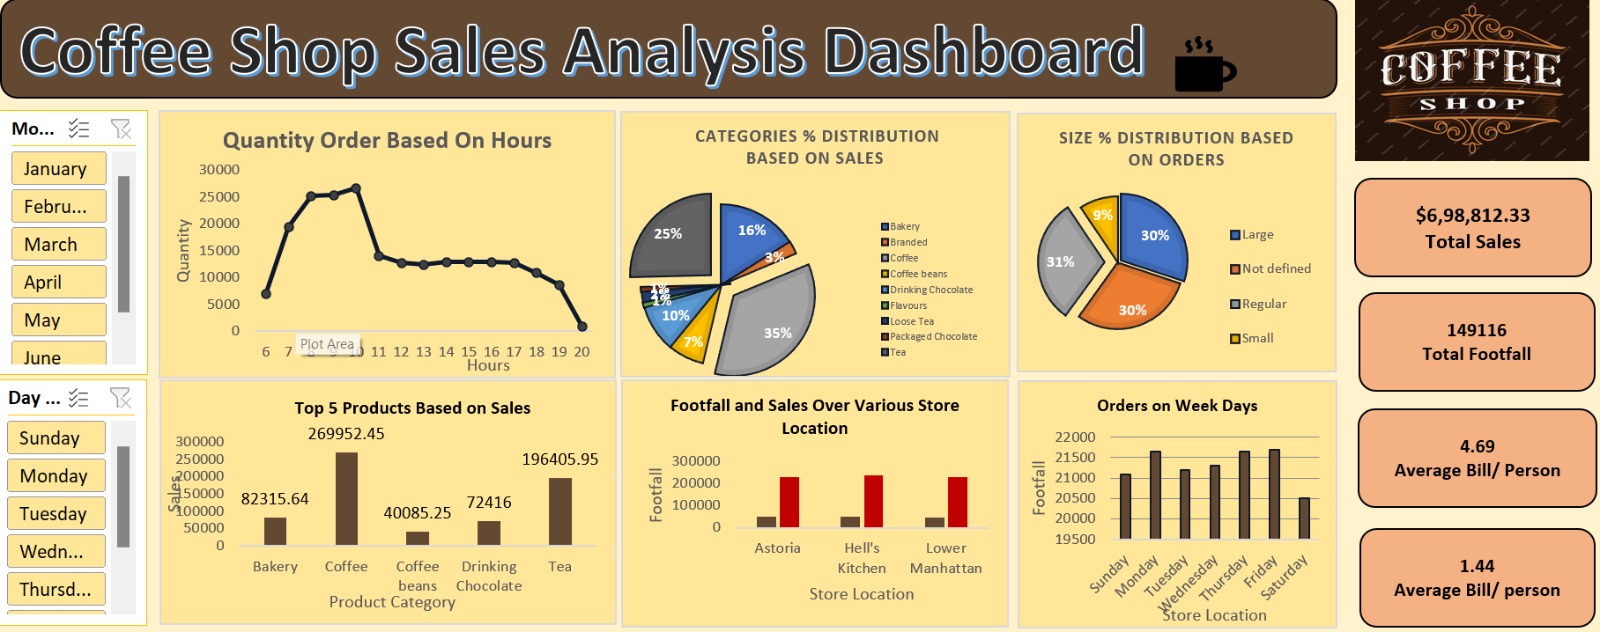 Coffee Shop Sales Analysis Dashboard
COFFEE
SHOP
Mo...
January
Febru...
March
April
May
June
Day ...
Sunday
Monday
Tuesday
Wedn...
Thursd...
Quantity Order Based On Hours
Quantity
30000
25000
20000
15000
10000
5000
0
6 7 8 9 10 11 12 13 14 15 16 17 18 19 20
Plot Area
Hours
CATEGORIES % DISTRIBUTION
BASED ON SALES
25%
16%
3%
35%
7%
10%
1%
2%
1%
Bakery
Branded
Coffee
Coffee beans
Drinking Chocolate
Flavours
Loose Tea
Packaged Chocolate
Tea
SIZE % DISTRIBUTION BASED
ON ORDERS
9%
30%
31%
30%
Large
Not defined
Regular
Small
$6,98,812.33
Total Sales
149116
Total Footfall
4.69
Average Bill/ Person
1.44
Average Bill/ person
Top 5 Products Based on Sales
Sales
300000
250000
200000
150000
100000
50000
0
82315.64
269952.45
40085.25
72416
196405.95
Bakery
Coffee
Coffee
beans
Drinking
Chocolate
Tea
Product Category
Footfall and Sales Over Various Store
Location
Footfall
300000
200000
100000
0
Astoria
Hell's
Kitchen
Lower
Manhattan
Store Location
Orders on Week Days
Footfall
22000
21500
21000
20500
20000
19500
Sunday
Monday
Tuesday
Wednesday
Thursday
Friday
Saturday
Store Location